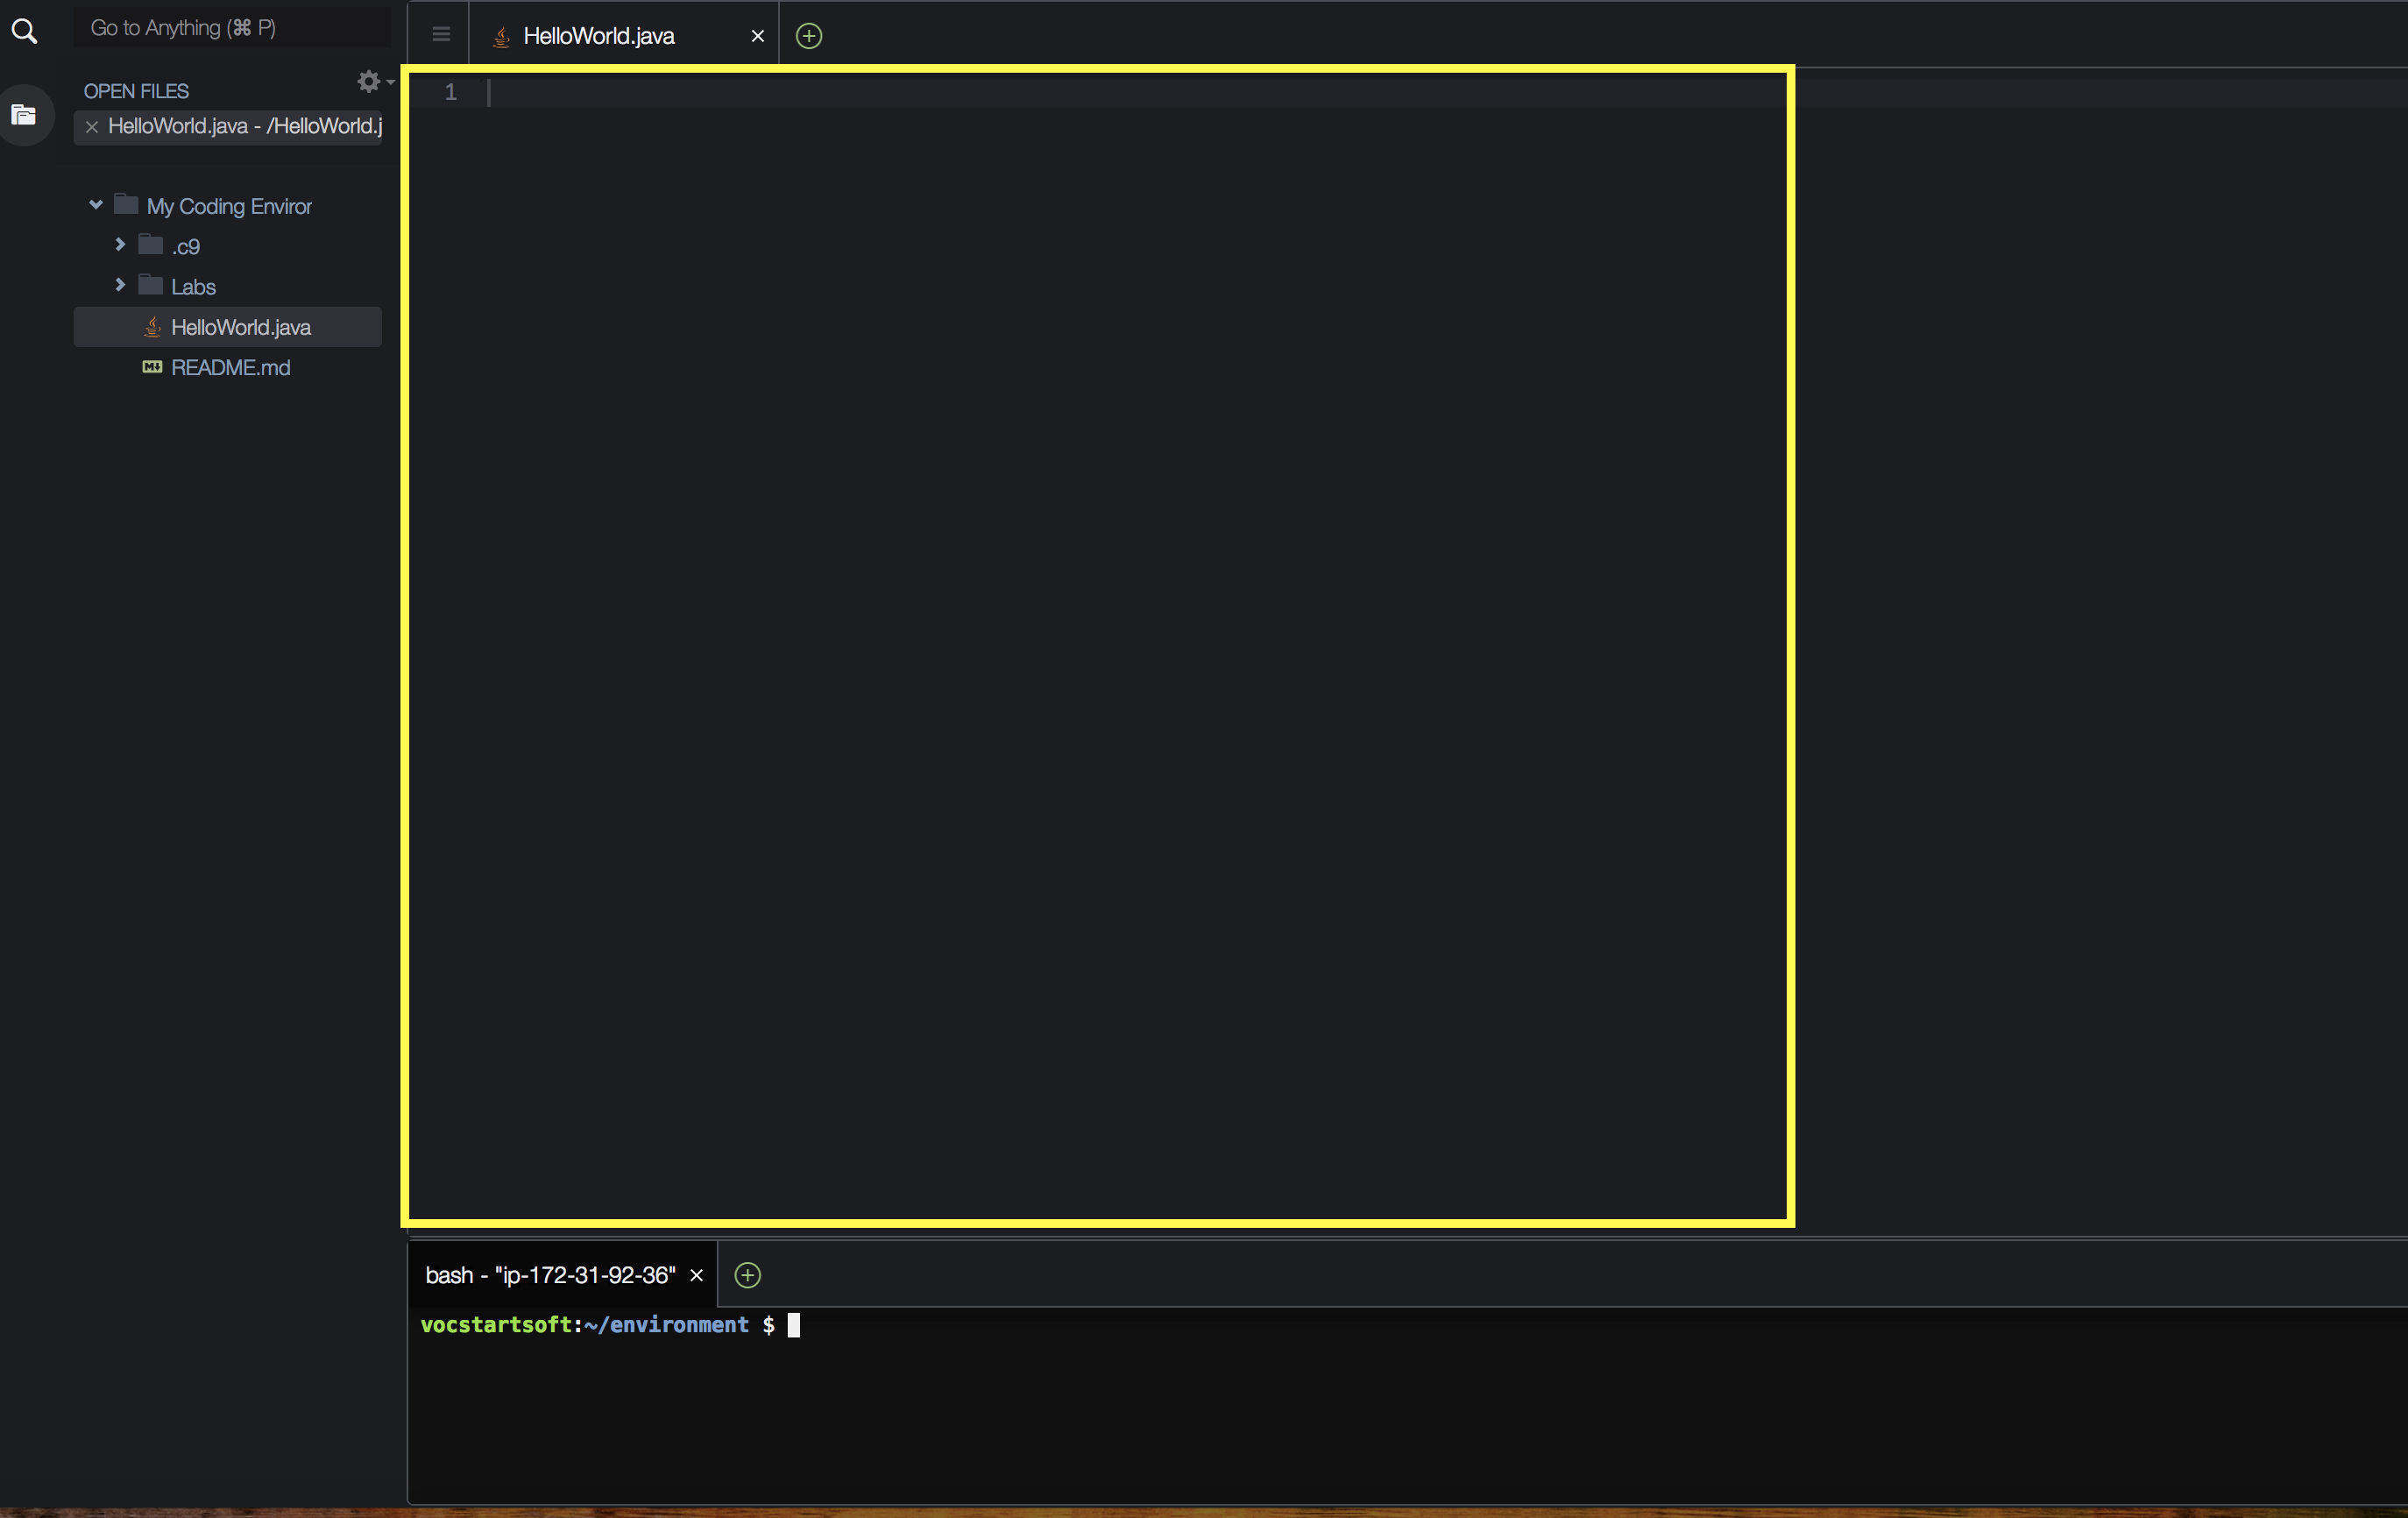 Go to Anything (⌘ P)
OPEN FILES
HelloWorld.java - /HelloWorld.j
My Coding Enviror
.c9
Labs
HelloWorld.java
README.md
HelloWorld.java
1
bash - "ip-172-31-92-36"
vocstartsoft:~/environment $